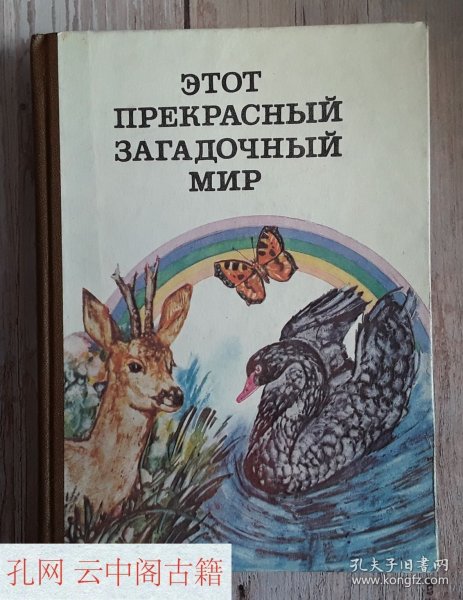 ЭТОТ
ПРЕКРАСНЫЙ
ЗАГАДОЧНЫЙ
МИР
孔网 云中阁古籍
孔夫子旧书网
www.kongfz.com